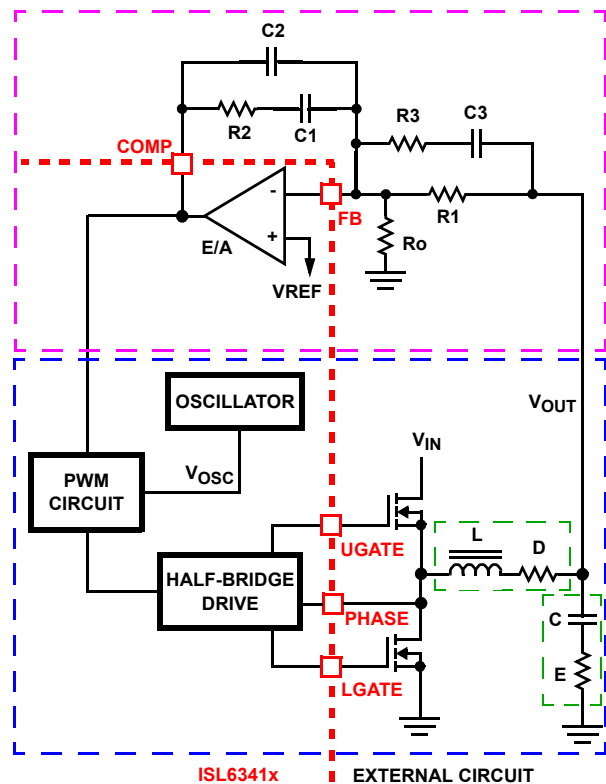 C2
R2
C1
R3
C3
COMP
-
+
E/A
FB
R1
Ro
VREF
OSCILLATOR
VOUT
VIN
PWM
CIRCUIT
VOSC
UGATE
L
D
HALF-BRIDGE
DRIVE
PHASE
C
E
LGATE
ISL6341x
EXTERNAL CIRCUIT